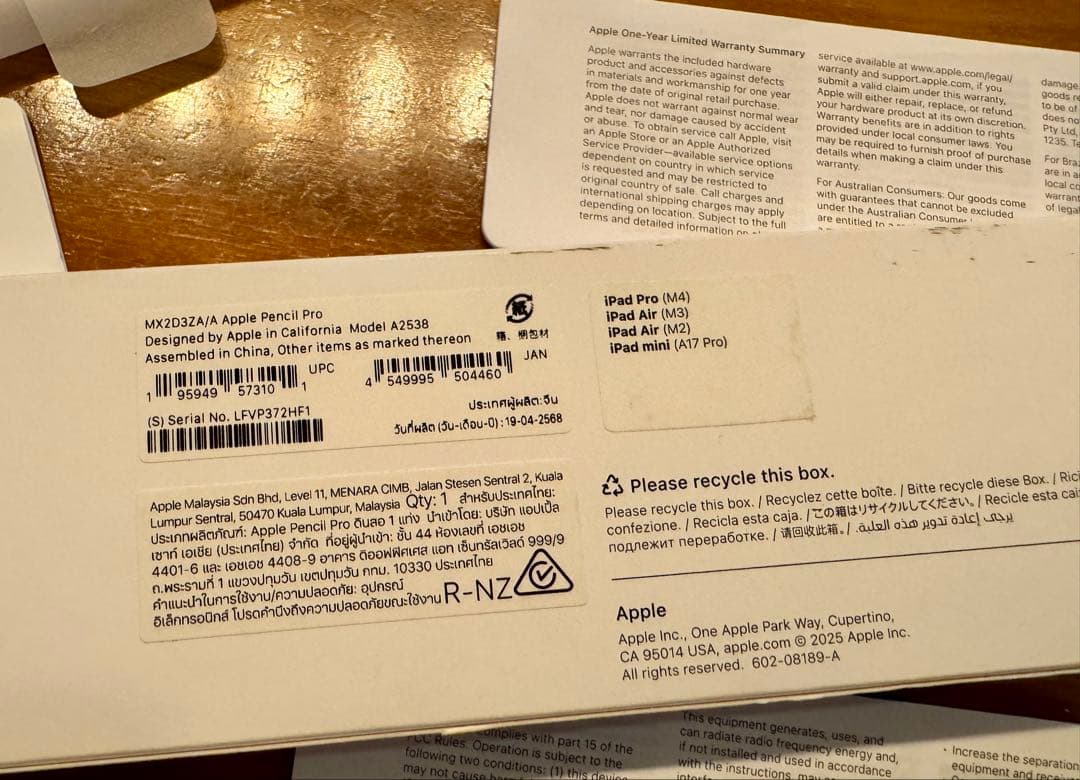 Apple One-Year Limited Warranty Summary
Apple warrants the included hardware
product and accessories against defects
in materials and workmanship for one year
from the date of original retail purchase.
Apple does not warrant against normal wear
and tear, nor damage caused by accident
or abuse. To obtain service call Apple, visit
an Apple Store or an Apple Authorized
Service Provider—available service options
dependent on country in which service
is requested and may be restricted to
original country of sale. Call charges and
international shipping charges may apply
depending on location. Subject to the full
terms and detailed information on
service available at www.apple.com/legal/
warranty and support.apple.com, if you
submit a valid claim under this warranty,
Apple will either repair, replace, or refund
your hardware product at its own discretion.
Warranty benefits are in addition to rights
provided under local consumer laws. You
may be required to furnish proof of purchase
details when making a claim under this
warranty.
For Australian Consumers: Our goods come
with guarantees that cannot be excluded
under the Australian Consumer
are entitled to
damage.
goods re
to be of
does no
Pty Ltd,
1235. Te
For Bra
are in a
local co
warrant
of legal
MX2D3ZA/A Apple Pencil Pro
Designed by Apple in California Model A2538
Assembled in China, Other items as marked thereon
紙
箱、梱包材
UPC
1 95949 57310 1
JAN
4 549995 504460
(S) Serial No. LFVP372HF1
ประเทศผู้ผลิต: จีน
วันที่ผลิต (วัน-เดือน-ปี) : 19-04-2568
iPad Pro (M4)
iPad Air (M3)
iPad Air (M2)
iPad mini (A17 Pro)
Apple Malaysia Sdn Bhd, Level 11, MENARA CIMB, Jalan Stesen Sentral 2, Kuala
Lumpur Sentral, 50470 Kuala Lumpur, Malaysia Qty: 1 สำหรับประเทศไทย:
ประเภทผลิตภัณฑ์: Apple Pencil Pro ดินสอ 1 แท่ง นำเข้าโดย: บริษัท แอปเปิ้ล
เซาท์ เอเชีย (ประเทศไทย) จำกัด ที่อยู่ผู้นำเข้า: ชั้น 44 ห้องเลขที่ เอชเอช
4401-6 และ เอชเอช 4408-9 อาคาร ดิออฟฟิศเศส แอท เซ็นทรัลเวิลด์ 999/9
ถ.พระรามที่ 1 แขวงปทุมวัน เขตปทุมวัน กทม. 10330 ประเทศไทย
คำแนะนำในการใช้งาน/ความปลอดภัย: อุปกรณ์
อิเล็กทรอนิกส์ โปรดคำนึงถึงความปลอดภัยขณะใช้งาน R-NZ
Please recycle this box.
Please recycle this box. / Recyclez cette boîte. / Bitte recycle diese Box. / Rici
confezione. / Recicla esta caja. / この箱はリサイクルしてください。 / Recicle esta cai
подлежит переработке. / 请回收此箱。 / يرجى إعادة تدوير هذه العلبة.
Apple
Apple Inc., One Apple Park Way, Cupertino,
CA 95014 USA, apple.com © 2025 Apple Inc.
All rights reserved. 602-08189-A
complies with part 15 of the
FCC Rules. Operation is subject to the
following two conditions: (1) this device
may not cause
This equipment generates, uses, and
can radiate radio frequency energy and,
if not installed and used in accordance
with the instructions, may
• Increase the separation
equipment and